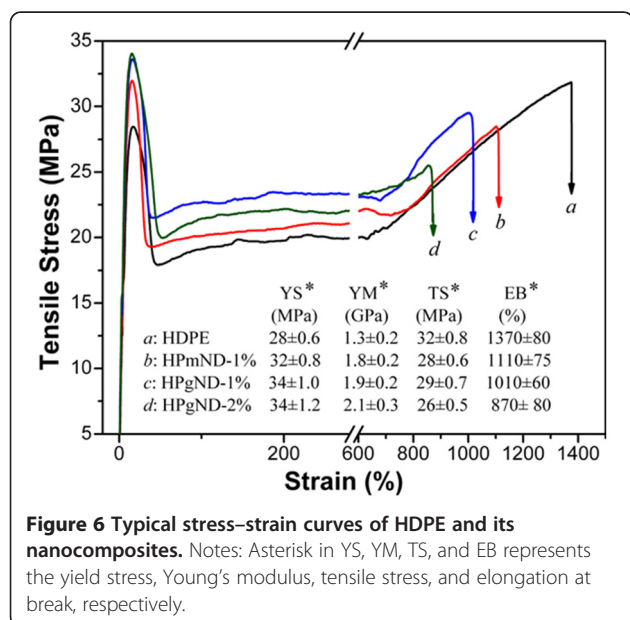 35
30
25
20
15
10
5
Tensile Stress (MPa)
a
b
c
d
YS* YM* TS* EB*
(MPa) (GPa) (MPa) (%)
a: HDPE 28±0.6 1.3±0.2 32±0.8 1370±80
b: HPmND-1% 32±0.8 1.8±0.2 28±0.6 1110±75
c: HPgND-1% 34±1.0 1.9±0.2 29±0.7 1010±60
d: HPgND-2% 34±1.2 2.1±0.3 26±0.5 870± 80
0 200 600 800 1000 1200 1400
Strain (%)
Figure 6 Typical stress–strain curves of HDPE and its
nanocomposites. Notes: Asterisk in YS, YM, TS, and EB represents
the yield stress, Young's modulus, tensile stress, and elongation at
break, respectively.